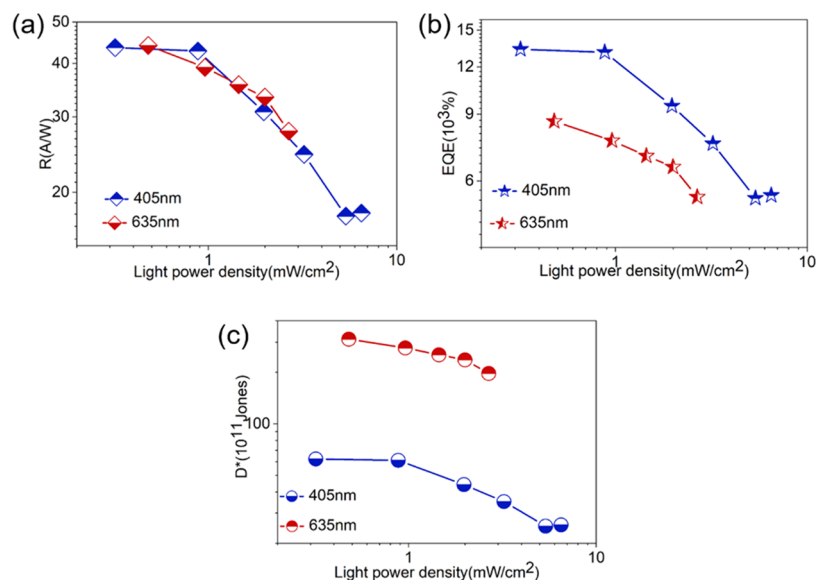 (a)
50
40
30
20
R(A/W)
405nm
635nm
1
10
Light power density(mW/cm2)
(b)
15
12
9
6
EQE(103%)
405nm
635nm
1
10
Light power density(mW/cm2)
(c)
100
D*(1011Jones)
405nm
635nm
1
10
Light power density(mW/cm2)